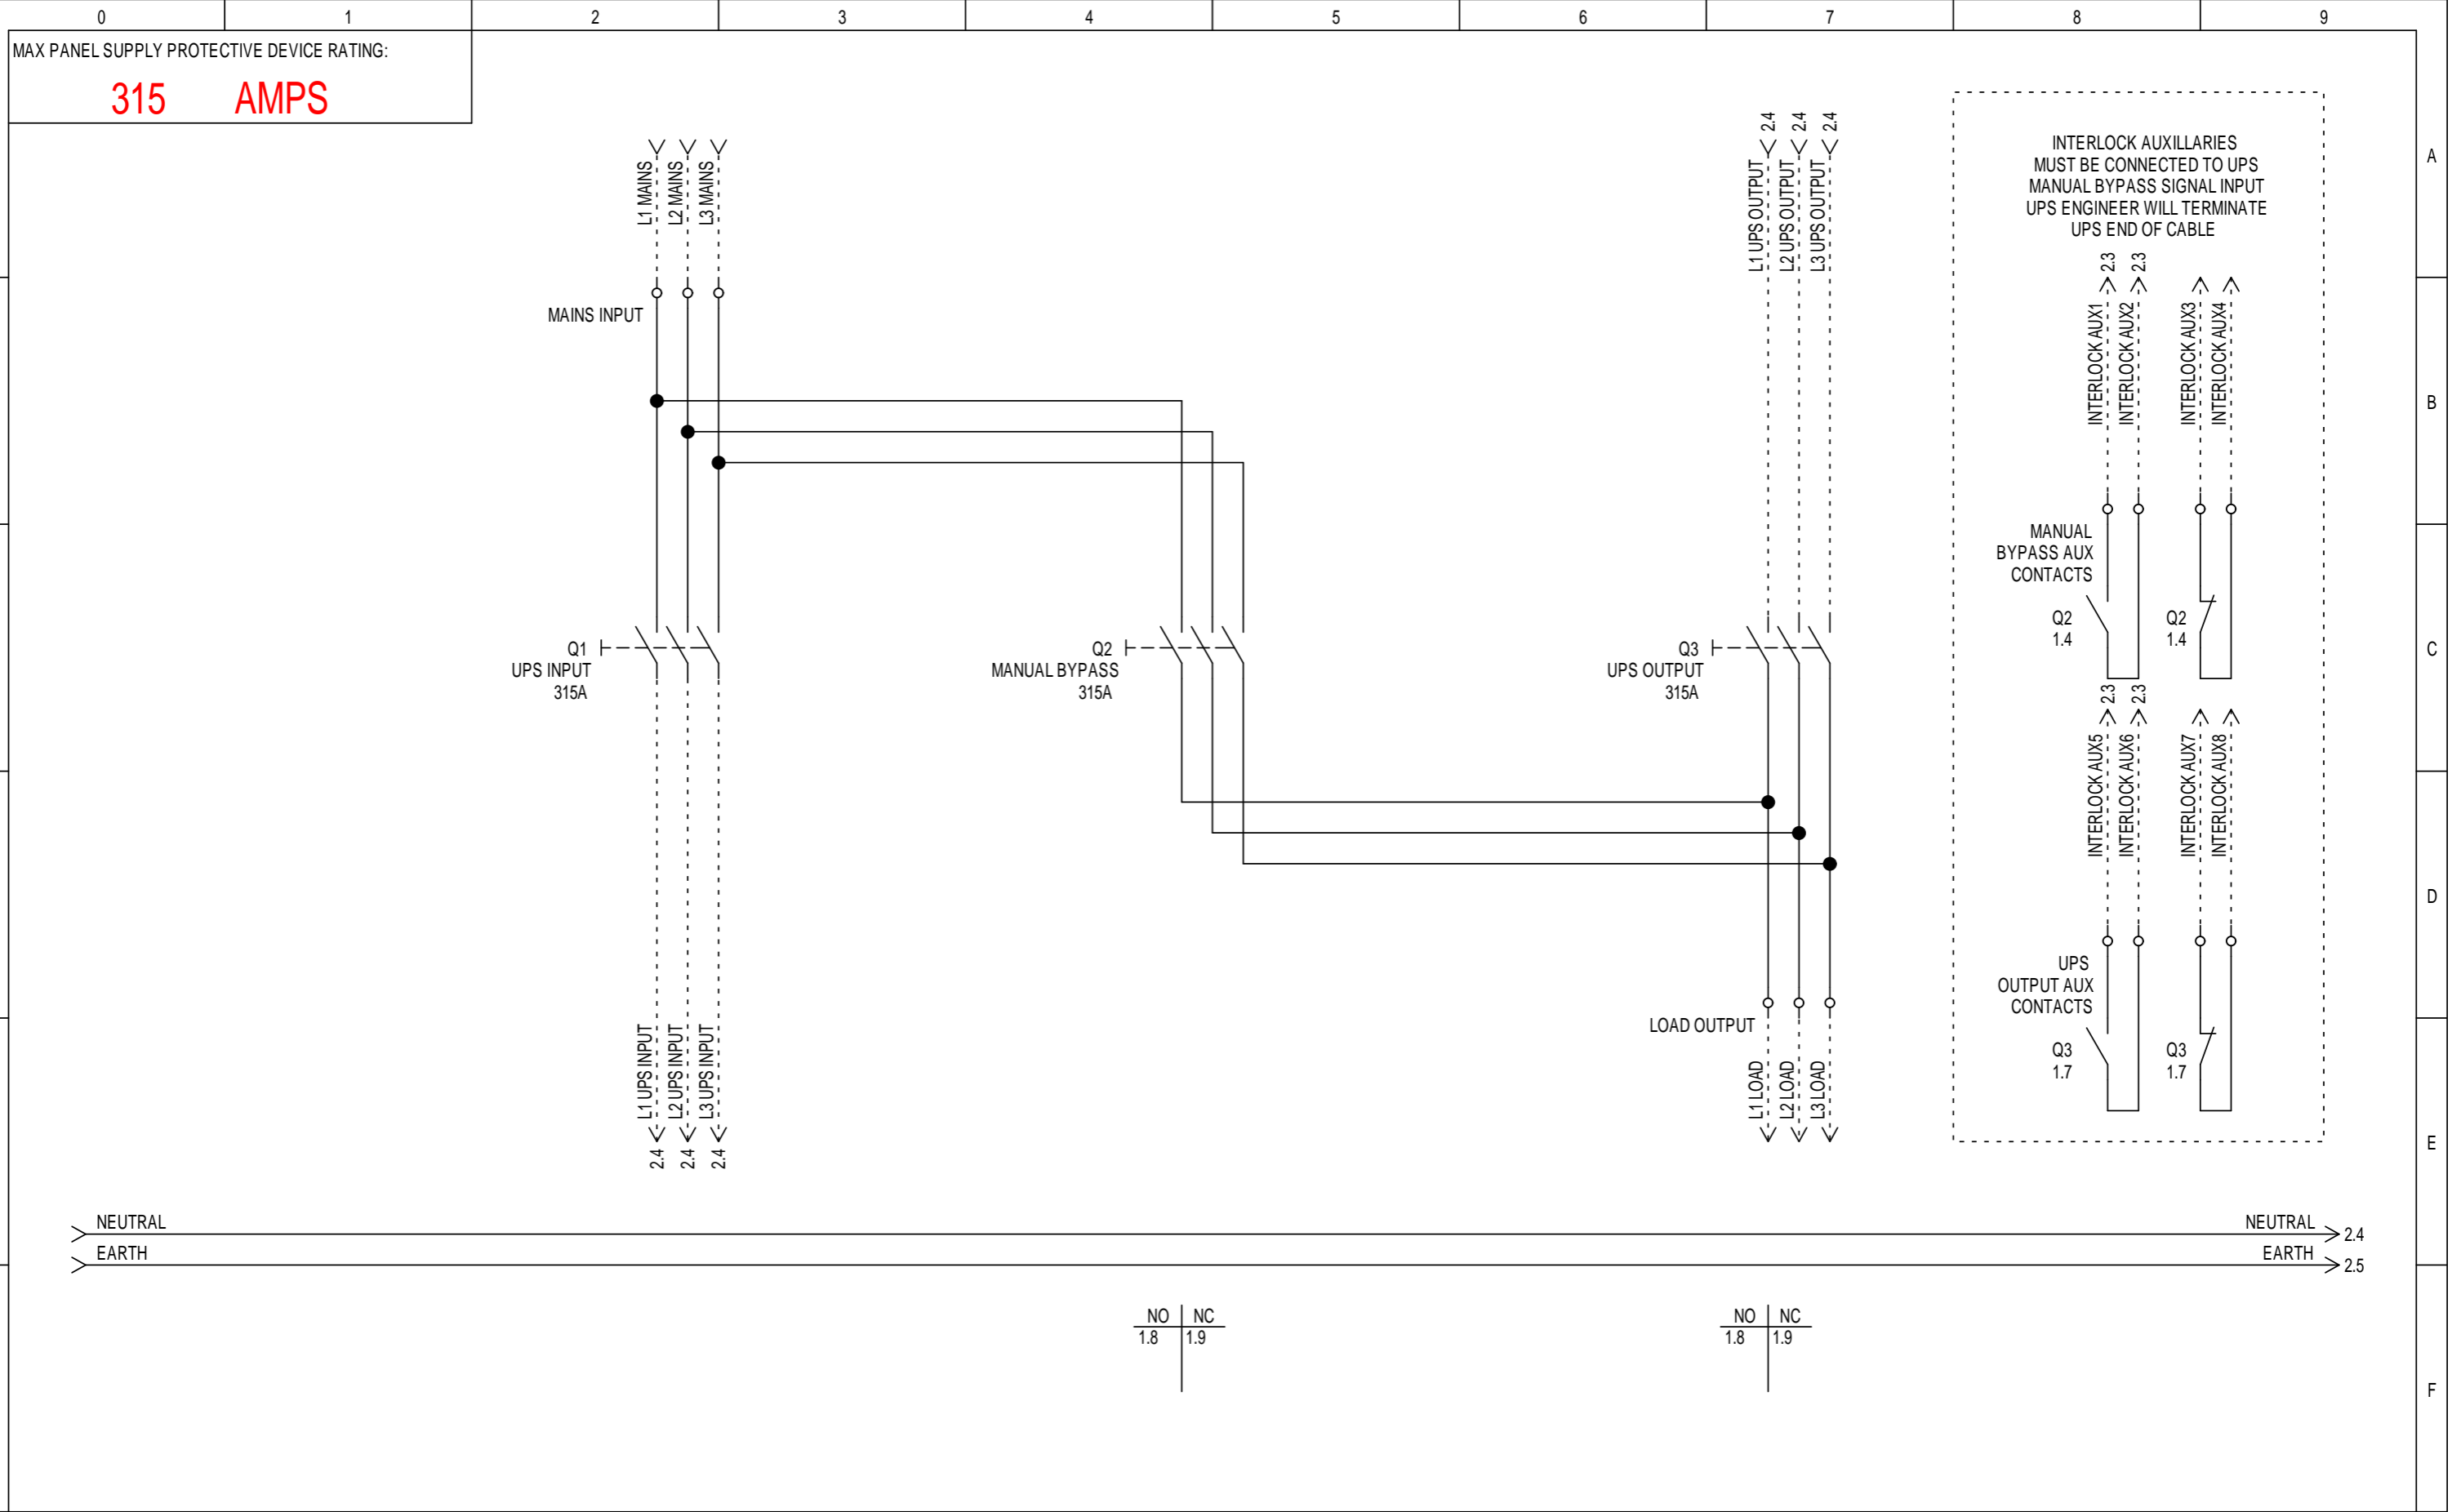 0 1 2 3 4 5 6 7 8 9
MAX PANEL SUPPLY PROTECTIVE DEVICE RATING:
315 AMPS
L1 MAINS
L2 MAINS
L3 MAINS
MAINS INPUT
2.4
2.4
2.4
L1 UPS OUTPUT
L2 UPS OUTPUT
L3 UPS OUTPUT
INTERLOCK AUXILLARIES
MUST BE CONNECTED TO UPS
MANUAL BYPASS SIGNAL INPUT
UPS ENGINEER WILL TERMINATE
UPS END OF CABLE
2.3
2.3
INTERLOCK AUX1
INTERLOCK AUX2
INTERLOCK AUX3
INTERLOCK AUX4
A
B
MANUAL
BYPASS AUX
CONTACTS
Q2
1.4
Q2
1.4
Q1
UPS INPUT
315A
Q2
MANUAL BYPASS
315A
Q3
UPS OUTPUT
315A
C
2.3
2.3
INTERLOCK AUX5
INTERLOCK AUX6
INTERLOCK AUX7
INTERLOCK AUX8
D
UPS
OUTPUT AUX
CONTACTS
Q3
1.7
Q3
1.7
L1 UPS INPUT
L2 UPS INPUT
L3 UPS INPUT
2.4
2.4
2.4
LOAD OUTPUT
L1 LOAD
L2 LOAD
L3 LOAD
E
NEUTRAL
NEUTRAL 2.4
EARTH
EARTH 2.5
NO NC
1.8 1.9
NO NC
1.8 1.9
F